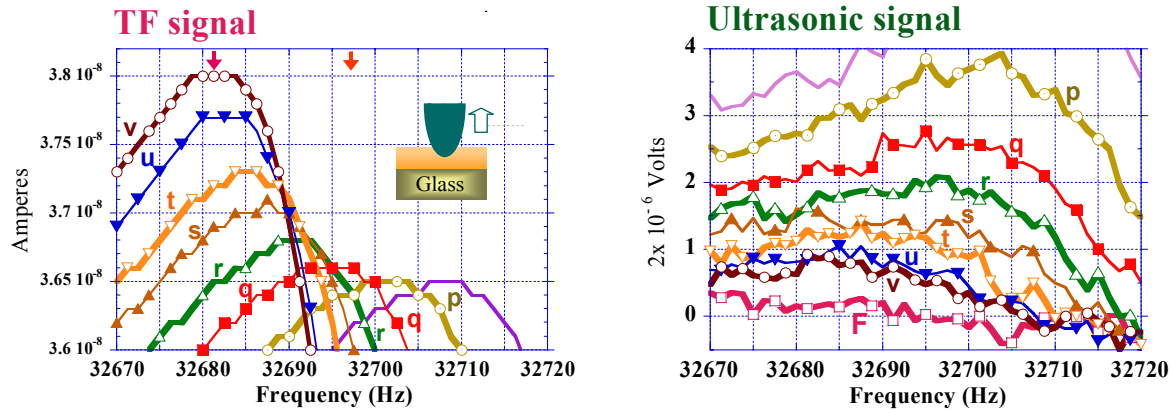 TF signal
Amperes
3.8 10⁻⁸
3.75 10⁻⁸
3.7 10⁻⁸
3.65 10⁻⁸
3.6 10⁻⁸
v
u
t
s
r
q
p
q
r
Glass
32670 32680 32690 32700 32710 32720
Frequency (Hz)
Ultrasonic signal
2x 10⁻⁶ Volts
4
3
2
1
0
p
q
r
s
t
u
v
F
32670 32680 32690 32700 32710 32720
Frequency (Hz)